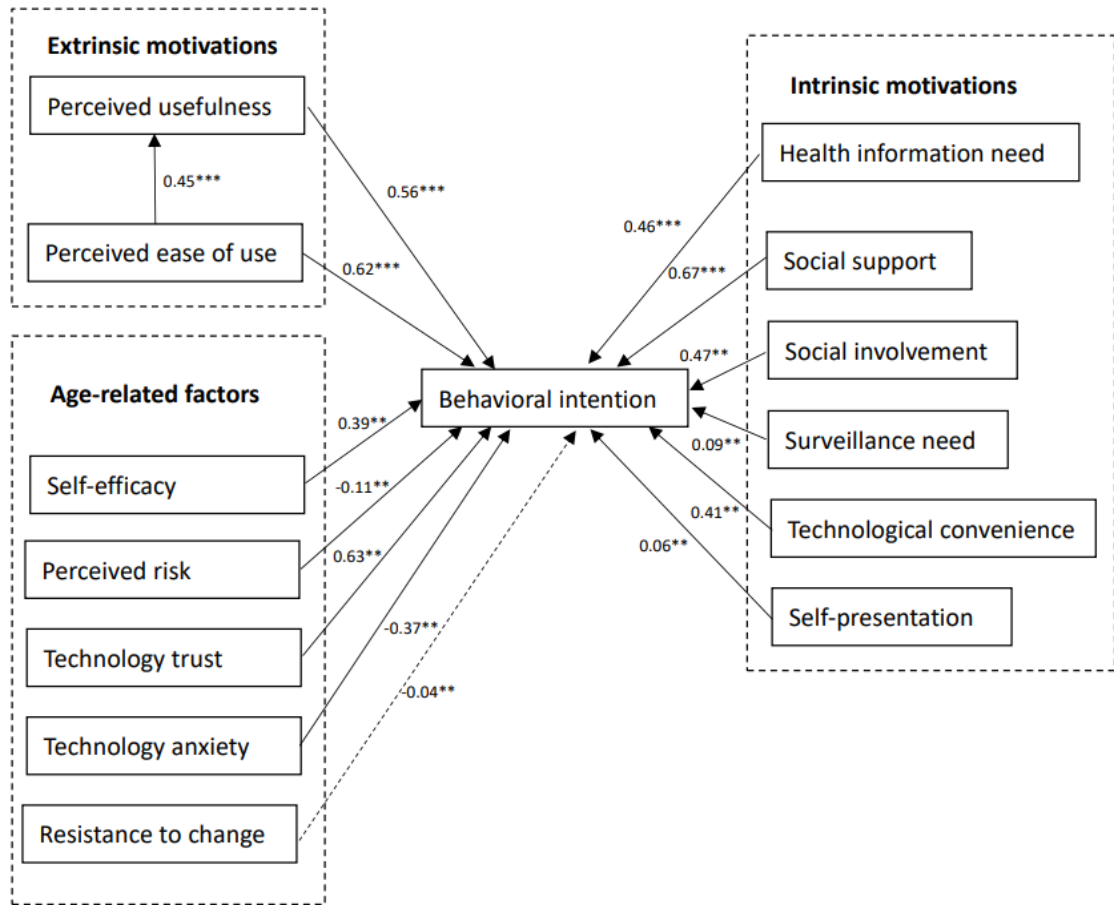 Extrinsic motivations
Perceived usefulness
0.45***
Perceived ease of use
0.56***
0.62***
Age-related factors
Self-efficacy
Perceived risk
Technology trust
Technology anxiety
Resistance to change
0.39**
-0.11**
0.63**
-0.37**
-0.04**
Behavioral intention
Intrinsic motivations
Health information need
Social support
Social involvement
Surveillance need
Technological convenience
Self-presentation
0.46***
0.67***
0.47**
0.09**
0.41**
0.06**